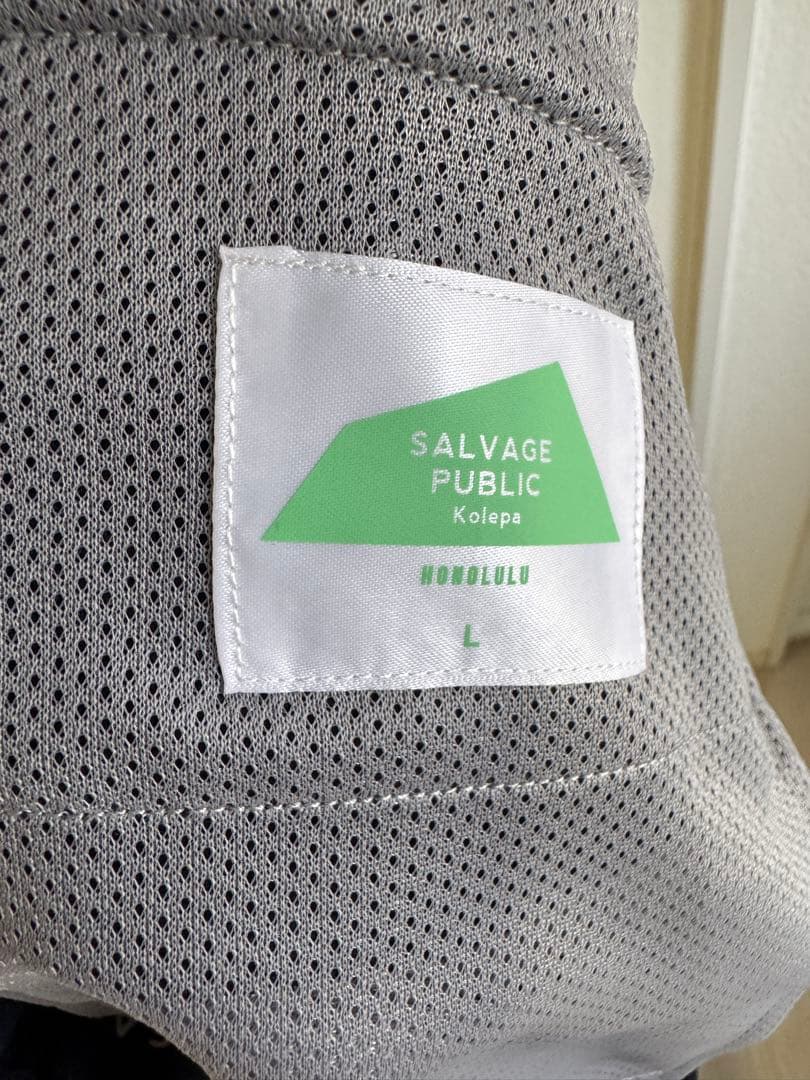 SALVAGE
PUBLIC
Kolepa
HONOLULU
L